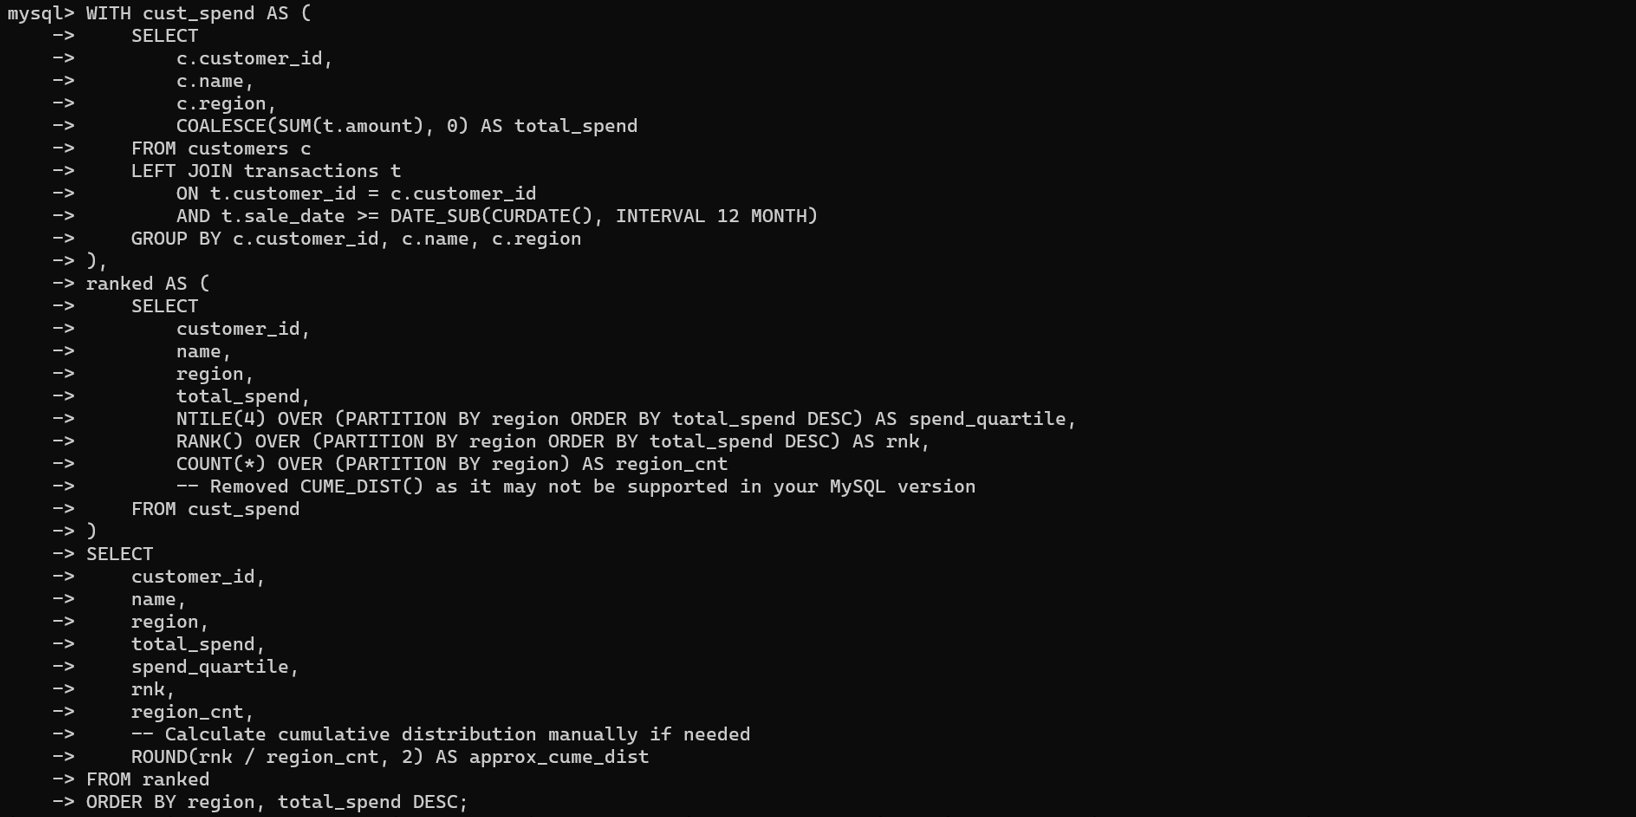 mysql> WITH cust_spend AS (
    ->     SELECT
    ->         c.customer_id,
    ->         c.name,
    ->         c.region,
    ->         COALESCE(SUM(t.amount), 0) AS total_spend
    ->     FROM customers c
    ->     LEFT JOIN transactions t
    ->         ON t.customer_id = c.customer_id
    ->         AND t.sale_date >= DATE_SUB(CURDATE(), INTERVAL 12 MONTH)
    ->     GROUP BY c.customer_id, c.name, c.region
    -> ),
    -> ranked AS (
    ->     SELECT
    ->         customer_id,
    ->         name,
    ->         region,
    ->         total_spend,
    ->         NTILE(4) OVER (PARTITION BY region ORDER BY total_spend DESC) AS spend_quartile,
    ->         RANK() OVER (PARTITION BY region ORDER BY total_spend DESC) AS rnk,
    ->         COUNT(*) OVER (PARTITION BY region) AS region_cnt
    ->         -- Removed CUME_DIST() as it may not be supported in your MySQL version
    ->     FROM cust_spend
    -> )
    -> SELECT
    ->     customer_id,
    ->     name,
    ->     region,
    ->     total_spend,
    ->     spend_quartile,
    ->     rnk,
    ->     region_cnt,
    ->     -- Calculate cumulative distribution manually if needed
    ->     ROUND(rnk / region_cnt, 2) AS approx_cume_dist
    -> FROM ranked
    -> ORDER BY region, total_spend DESC;